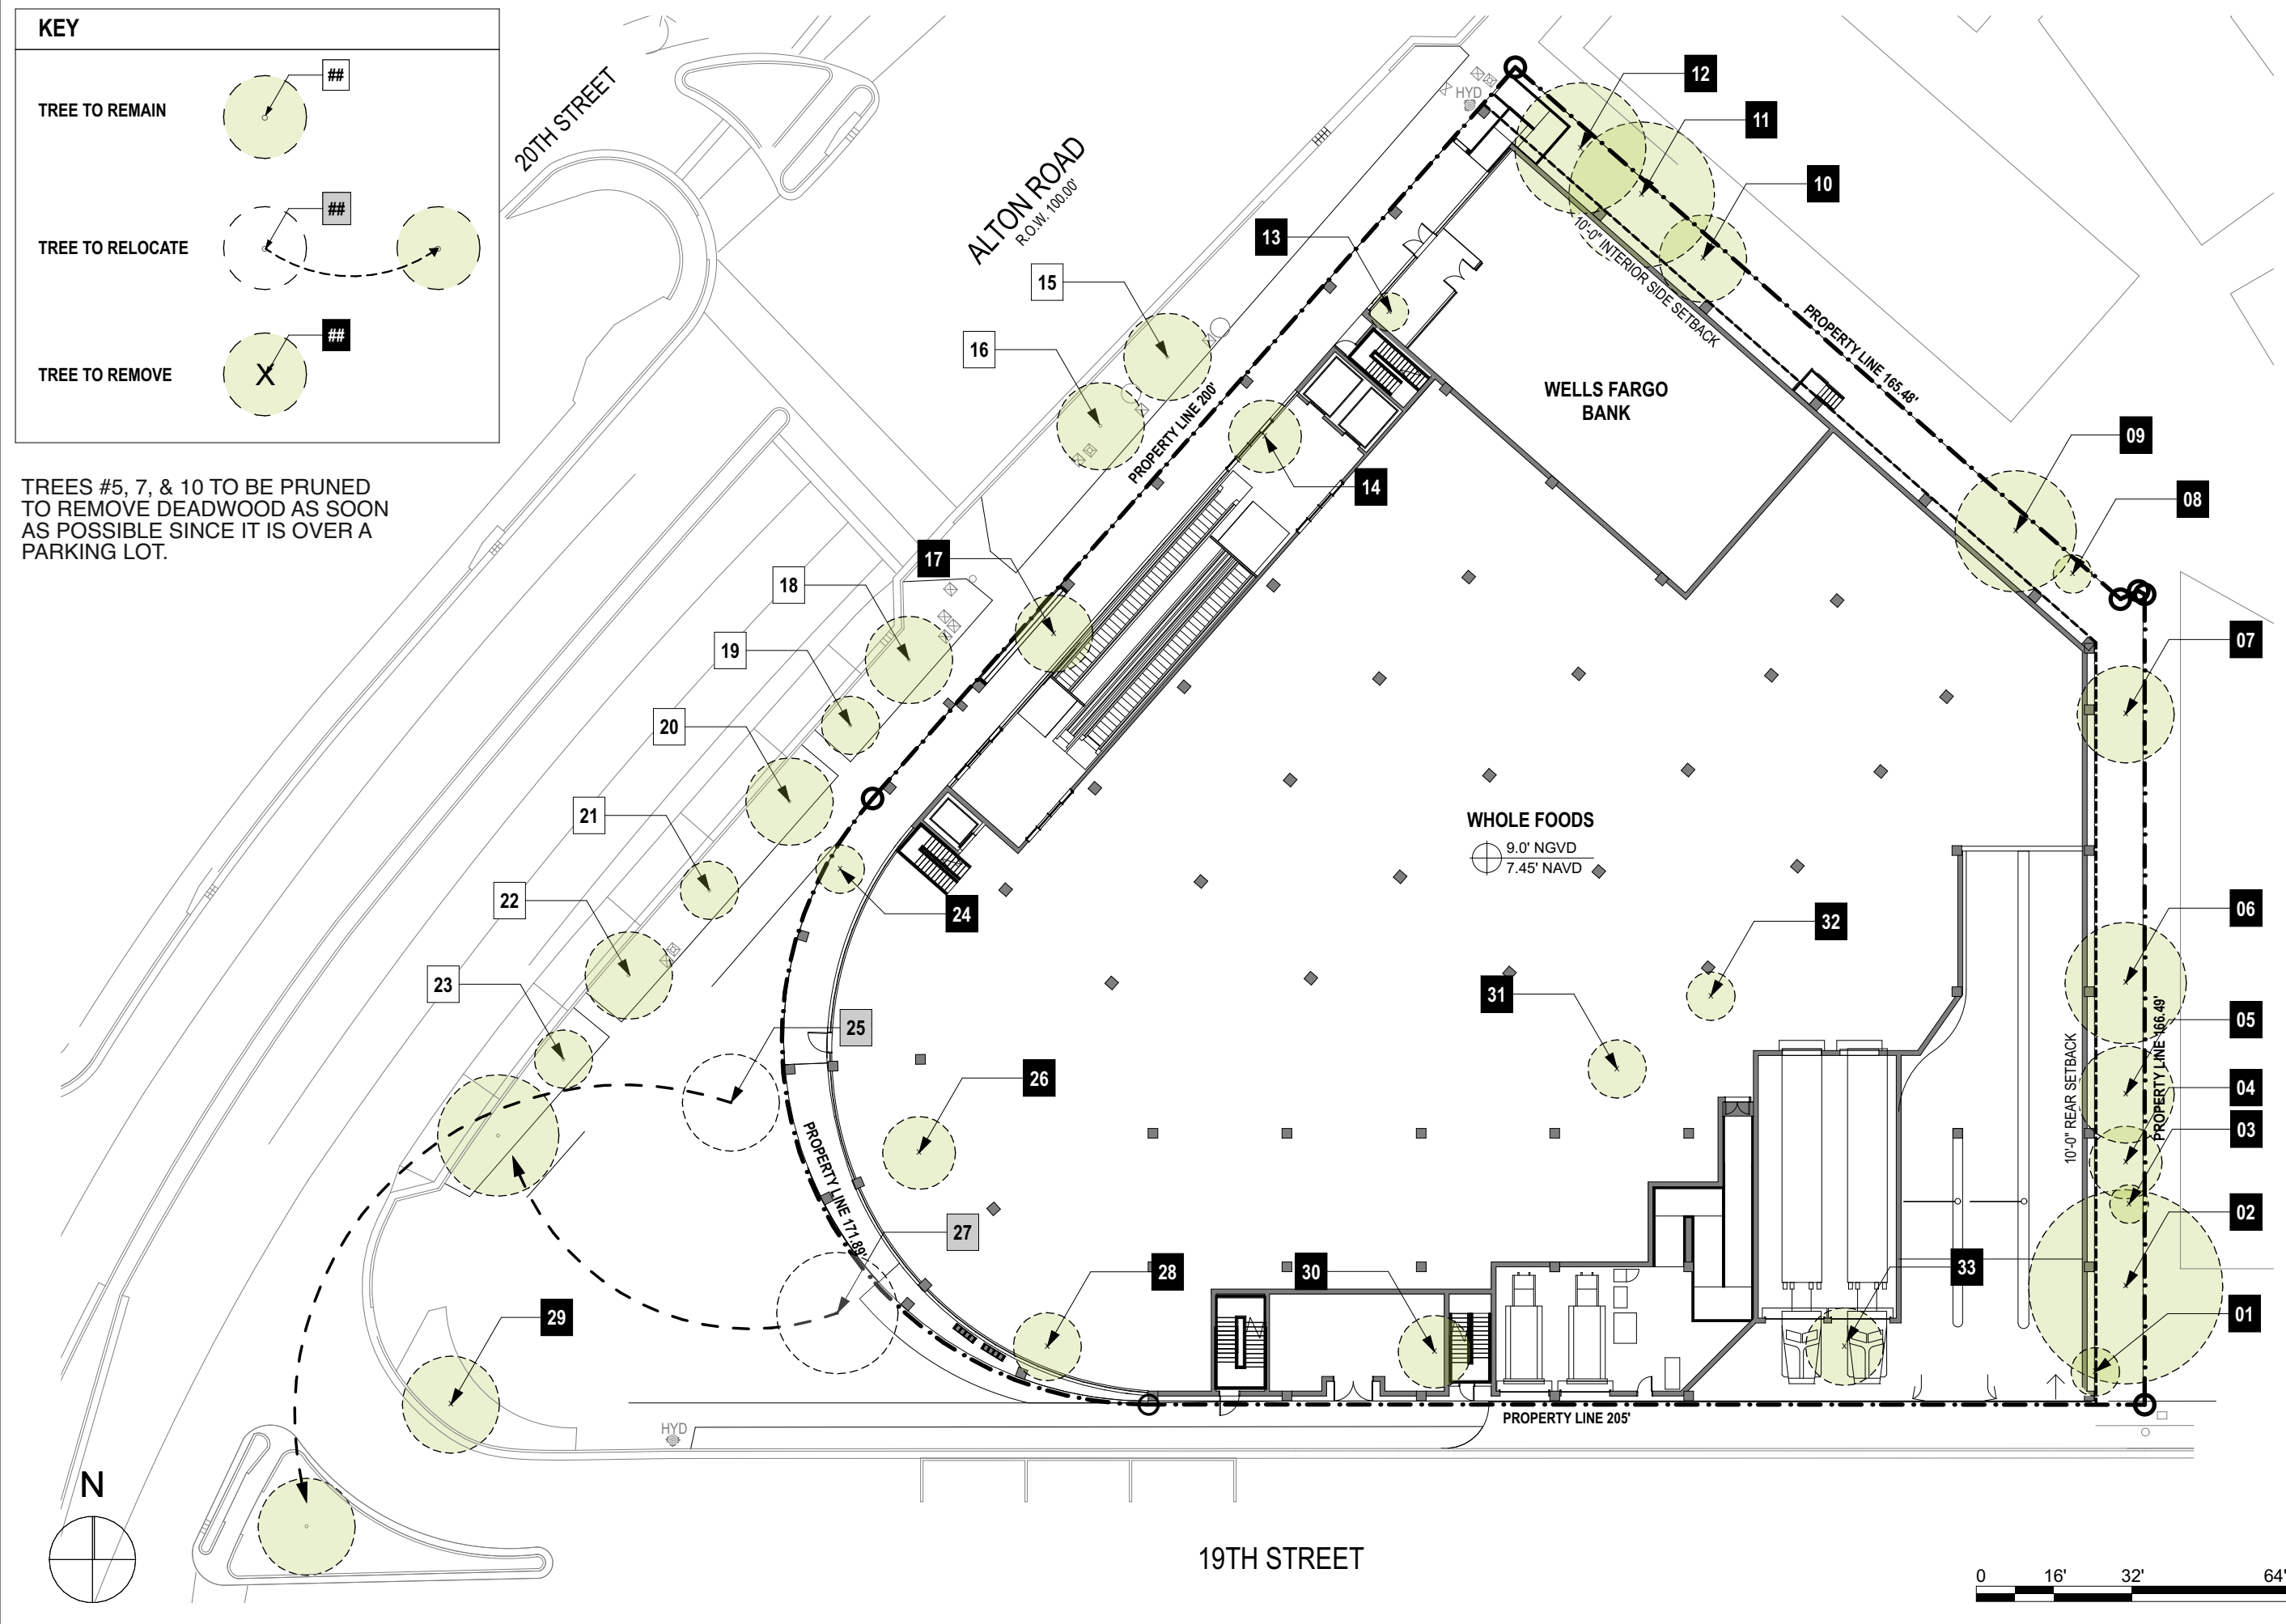 KEY
##
TREE TO REMAIN
##
TREE TO RELOCATE
##
TREE TO REMOVE
X
TREES #5, 7, & 10 TO BE PRUNED
TO REMOVE DEADWOOD AS SOON
AS POSSIBLE SINCE IT IS OVER A
PARKING LOT.
20TH STREET
ALTON ROAD
R.O.W. 100.00'
HYD
12
11
10
13
15
16
14
10'-0" INTERIOR SIDE SETBACK
PROPERTY LINE 165.48'
PROPERTY LINE 200'
WELLS FARGO
BANK
09
08
17
18
19
20
21
22
23
24
07
WHOLE FOODS
9.0' NGVD
7.45' NAVD
32
31
06
05
04
03
02
01
PROPERTY LINE 166.49'
10'-0" REAR SETBACK
25
26
27
PROPERTY LINE 171.89'
28
30
33
29
HYD
PROPERTY LINE 205'
N
19TH STREET
0 16' 32' 64'